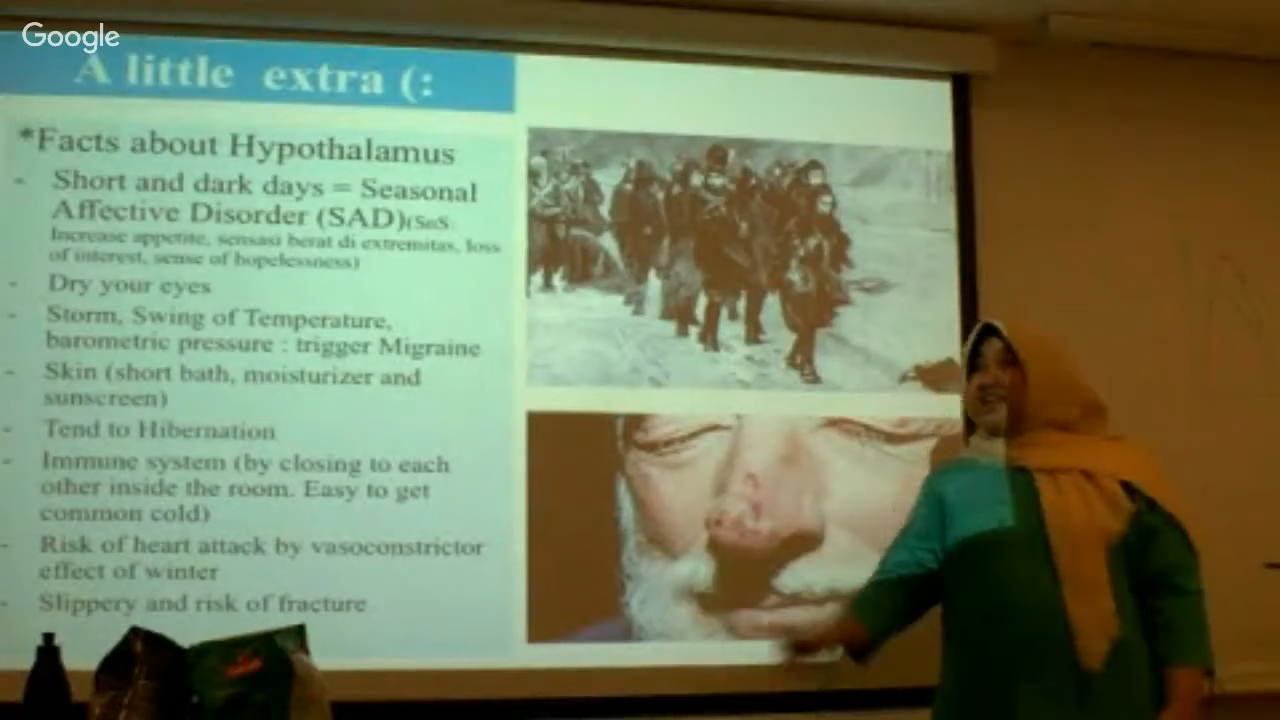 Google
A little extra (:
*Facts about Hypothalamus
- Short and dark days = Seasonal
Affective Disorder (SAD)(SnS
Increase appetite, sensasi berat di extremitas, loss
of interest, sense of hopelessness)
- Dry your eyes
- Storm, Swing of Temperature,
barometric pressure : trigger Migraine
- Skin (short bath, moisturizer and
sunscreen)
- Tend to Hibernation
- Immune system (by closing to each
other inside the room. Easy to get
common cold)
- Risk of heart attack by vasoconstrictor
effect of winter
- Slippery and risk of fracture